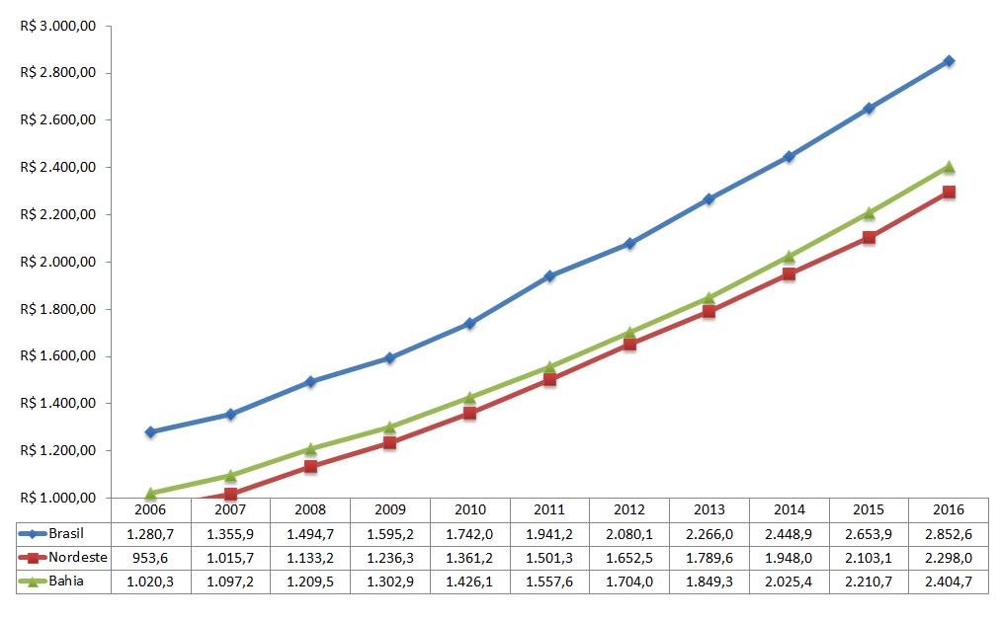 R$ 3.000,00
R$ 2.800,00
R$ 2.600,00
R$ 2.400,00
R$ 2.200,00
R$ 2.000,00
R$ 1.800,00
R$ 1.600,00
R$ 1.400,00
R$ 1.200,00
R$ 1.000,00
2006 2007 2008 2009 2010 2011 2012 2013 2014 2015 2016
Brasil 1.280,7 1.355,9 1.494,7 1.595,2 1.742,0 1.941,2 2.080,1 2.266,0 2.448,9 2.653,9 2.852,6
Nordeste 953,6 1.015,7 1.133,2 1.236,3 1.361,2 1.501,3 1.652,5 1.789,6 1.948,0 2.103,1 2.298,0
Bahia 1.020,3 1.097,2 1.209,5 1.302,9 1.426,1 1.557,6 1.704,0 1.849,3 2.025,4 2.210,7 2.404,7